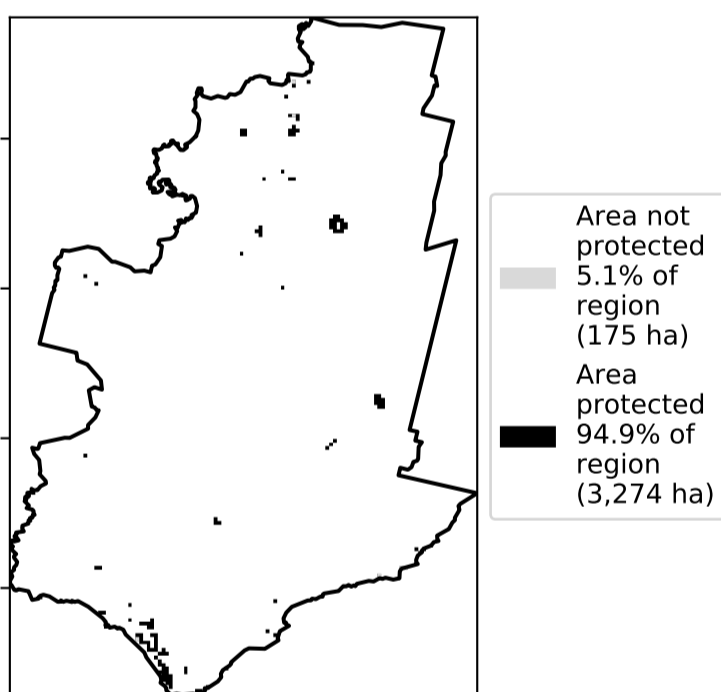 Area not
protected
5.1% of
region
(175 ha)
Area
protected
94.9% of
region
(3,274 ha)